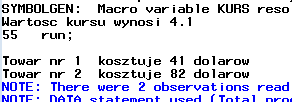 SYMBOLGEN:  Macro variable KURS reso
Wartosc kursu wynosi 4.1
55   run;

Towar nr 1  kosztuje 41 dolarow
Towar nr 2  kosztuje 82 dolarow
NOTE: There were 2 observations read
NOTE: DATA statement used (Total proc